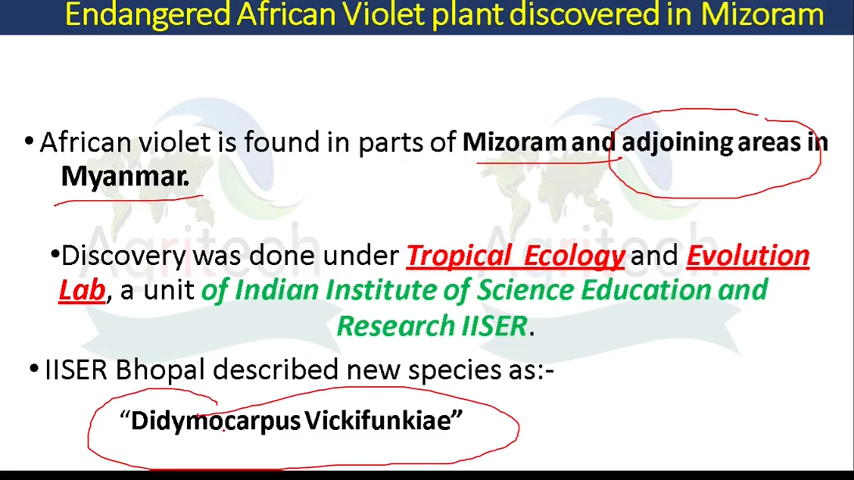 Endangered African Violet plant discovered in Mizoram
• African violet is found in parts of Mizoram and adjoining areas in
Myanmar.
•Discovery was done under Tropical Ecology and Evolution
Lab, a unit of Indian Institute of Science Education and
Research IISER.
• IISER Bhopal described new species as:-
“Didymocarpus Vickifunkiae”
Agritech
Agritech